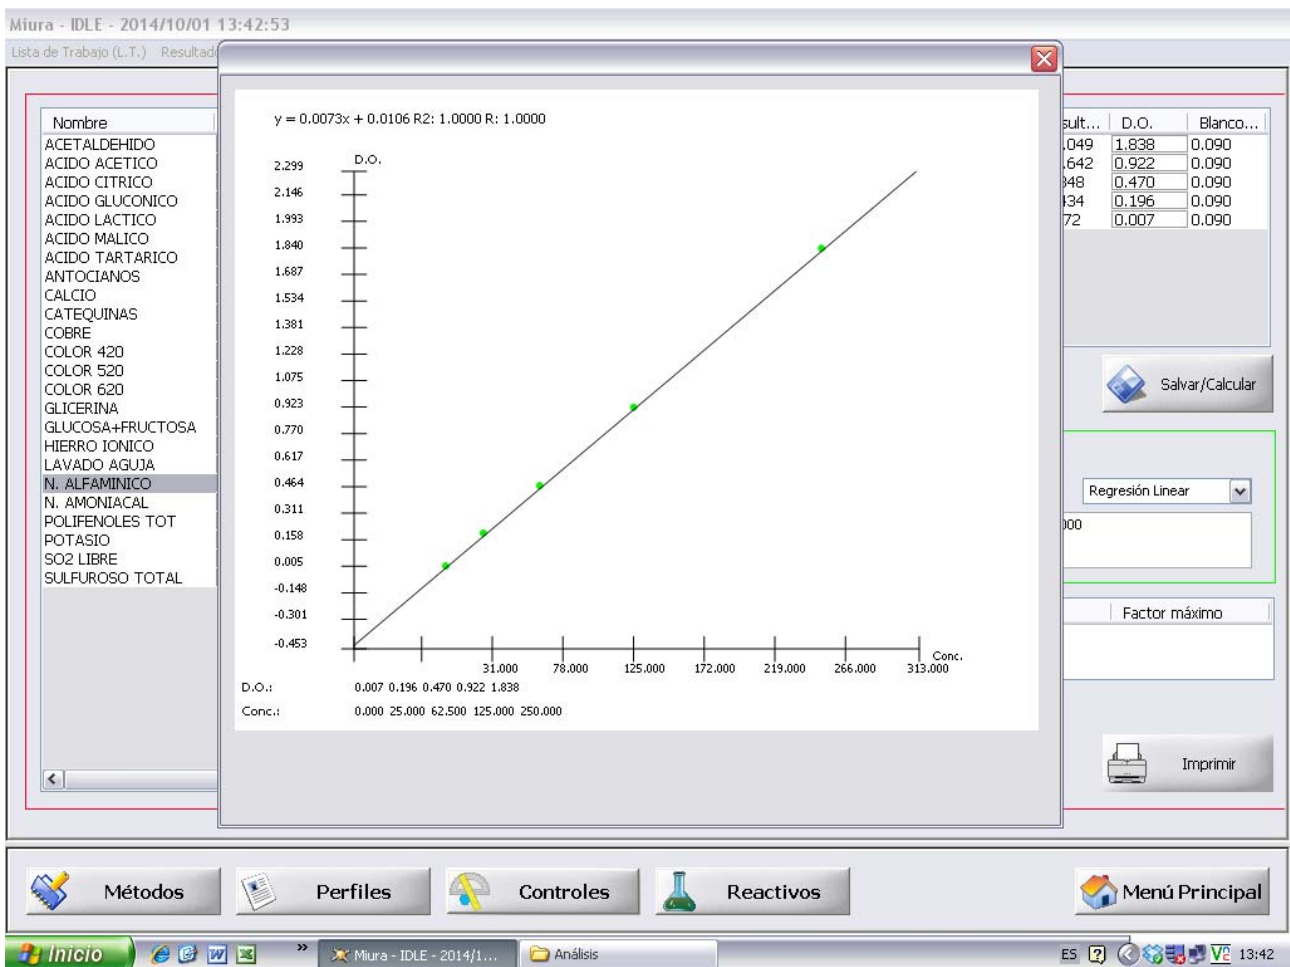 Miura - IDLE - 2014/10/01 13:42:53
Lista de Trabajo (L.T.) Resultad
Nombre
ACETALDEHIDO
ACIDO ACETICO
ACIDO CITRICO
ACIDO GLUCONICO
ACIDO LACTICO
ACIDO MALICO
ACIDO TARTARICO
ANTOCIANOS
CALCIO
CATEQUINAS
COBRE
COLOR 420
COLOR 520
COLOR 620
GLICERINA
GLUCOSA+FRUCTOSA
HIERRO IONICO
LAVADO AGUJA
N. ALFAMINICO
N. AMONIACAL
POLIFENOLES TOT
POTASIO
SO2 LIBRE
SULFUROSO TOTAL
y = 0.0073x + 0.0106 R2: 1.0000 R: 1.0000
D.O.
2.299
2.146
1.993
1.840
1.687
1.534
1.381
1.228
1.075
0.923
0.770
0.617
0.464
0.311
0.158
0.005
-0.148
-0.301
-0.453
31.000 78.000 125.000 172.000 219.000 266.000 313.000
Conc.
D.O.: 0.007 0.196 0.470 0.922 1.838
Conc.: 0.000 25.000 62.500 125.000 250.000
sult... D.O. Blanco...
.049 1.838 0.090
.642 0.922 0.090
348 0.470 0.090
434 0.196 0.090
72 0.007 0.090
Salvar/Calcular
Regresión Linear
000
Factor máximo
Imprimir
Métodos
Perfiles
Controles
Reactivos
Menú Principal
Inicio
»
Miura - IDLE - 2014/1...
Análisis
ES
13:42